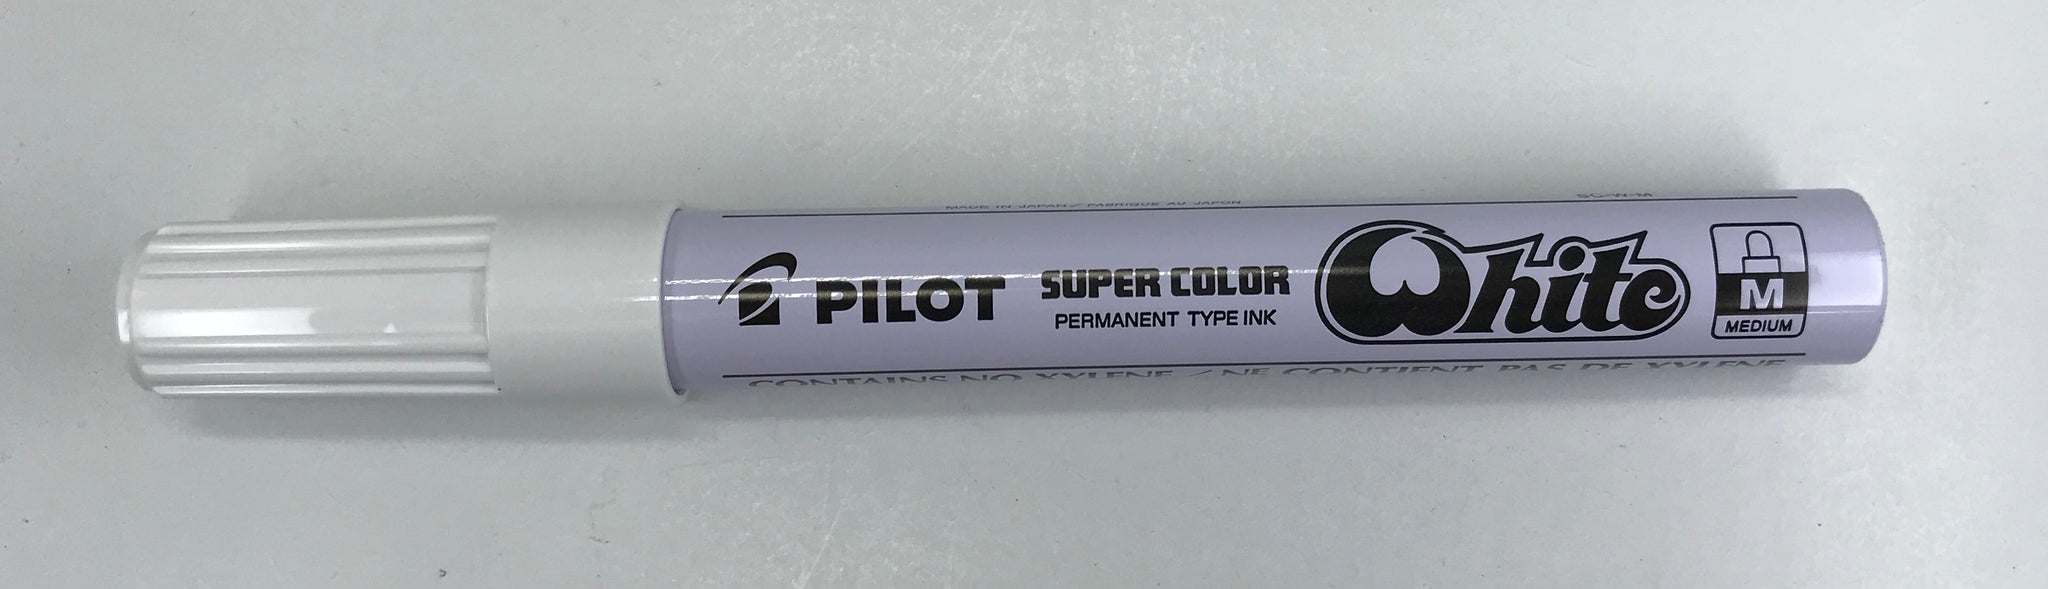 MADE IN JAPAN / FABRIQUÉ AU JAPON
SC-W-M
PILOT
SUPER COLOR
PERMANENT TYPE INK
White
M
MEDIUM
CONTAINS NO XYLENE / NE CONTIENT PAS DE XYLENE